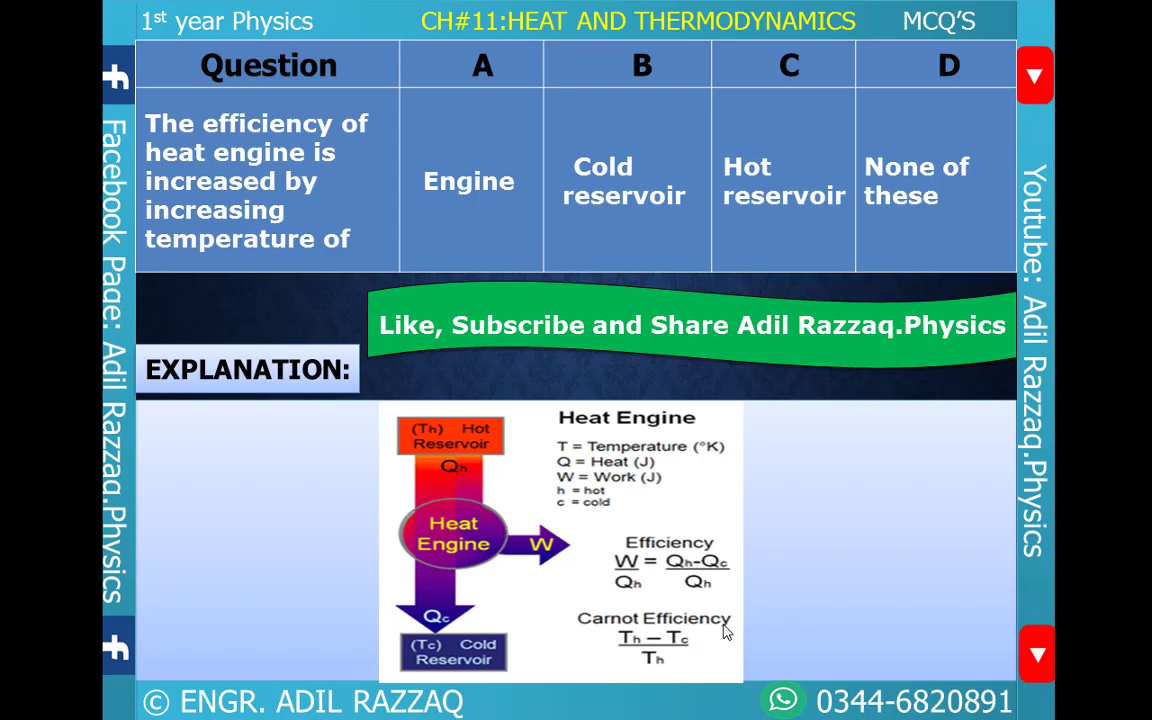 1st year Physics
CH#11:HEAT AND THERMODYNAMICS
MCQ'S
Question
A
B
C
D
The efficiency of
heat engine is
increased by
increasing
temperature of
Engine
Cold
reservoir
Hot
reservoir
None of
these
Like, Subscribe and Share Adil Razzaq.Physics
EXPLANATION:
(Th) Hot
Reservoir
Qh
Heat
Engine
W
Qc
(Tc) Cold
Reservoir
Heat Engine
T = Temperature (°K)
Q = Heat (J)
W = Work (J)
h = hot
c = cold
Efficiency
W = Qh-Qc
Qh Qh
Carnot Efficiency
Th – Tc
Th
Facebook Page: Adil Razzaq.Physics
Youtube: Adil Razzaq.Physics
© ENGR. ADIL RAZZAQ
0344-6820891